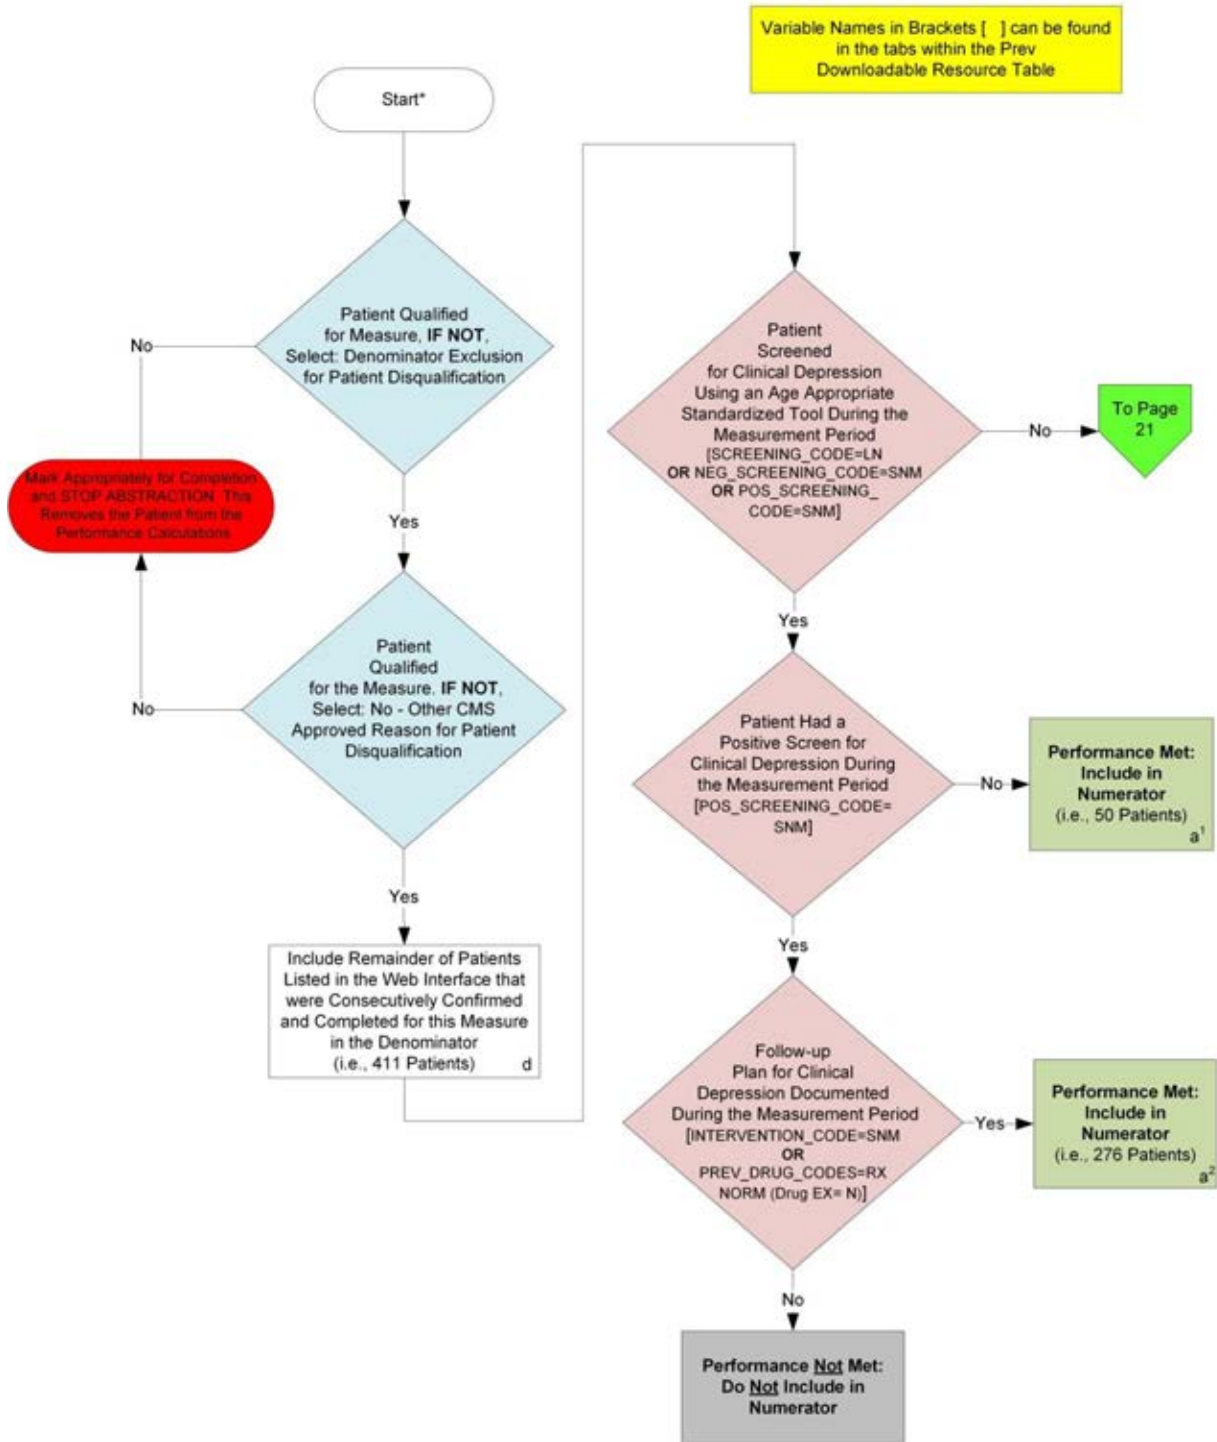 Variable Names in Brackets [ ] can be found
in the tabs within the Prev
Downloadable Resource Table
Start*
Patient Qualified
for Measure, IF NOT,
Select: Denominator Exclusion
for Patient Disqualification
No
Mark Appropriately for Completion
and STOP ABSTRACTION This
Removes the Patient from the
Performance Calculations
Yes
Patient
Qualified
for the Measure. IF NOT,
Select: No - Other CMS
Approved Reason for Patient
Disqualification
No
Yes
Include Remainder of Patients
Listed in the Web Interface that
were Consecutively Confirmed
and Completed for this Measure
in the Denominator
(i.e., 411 Patients)
d
Patient
Screened
for Clinical Depression
Using an Age Appropriate
Standardized Tool During the
Measurement Period
[SCREENING_CODE=LN
OR NEG_SCREENING_CODE=SNM
OR POS_SCREENING_
CODE=SNM]
No
To Page
21
Yes
Patient Had a
Positive Screen for
Clinical Depression During
the Measurement Period
[POS_SCREENING_CODE=
SNM]
No
Performance Met:
Include in
Numerator
(i.e., 50 Patients)
a¹
Yes
Follow-up
Plan for Clinical
Depression Documented
During the Measurement Period
[INTERVENTION_CODE=SNM
OR
PREV_DRUG_CODES=RX
NORM (Drug EX= N)]
Yes
Performance Met:
Include in
Numerator
(i.e., 276 Patients)
a²
No
Performance Not Met:
Do Not Include in
Numerator